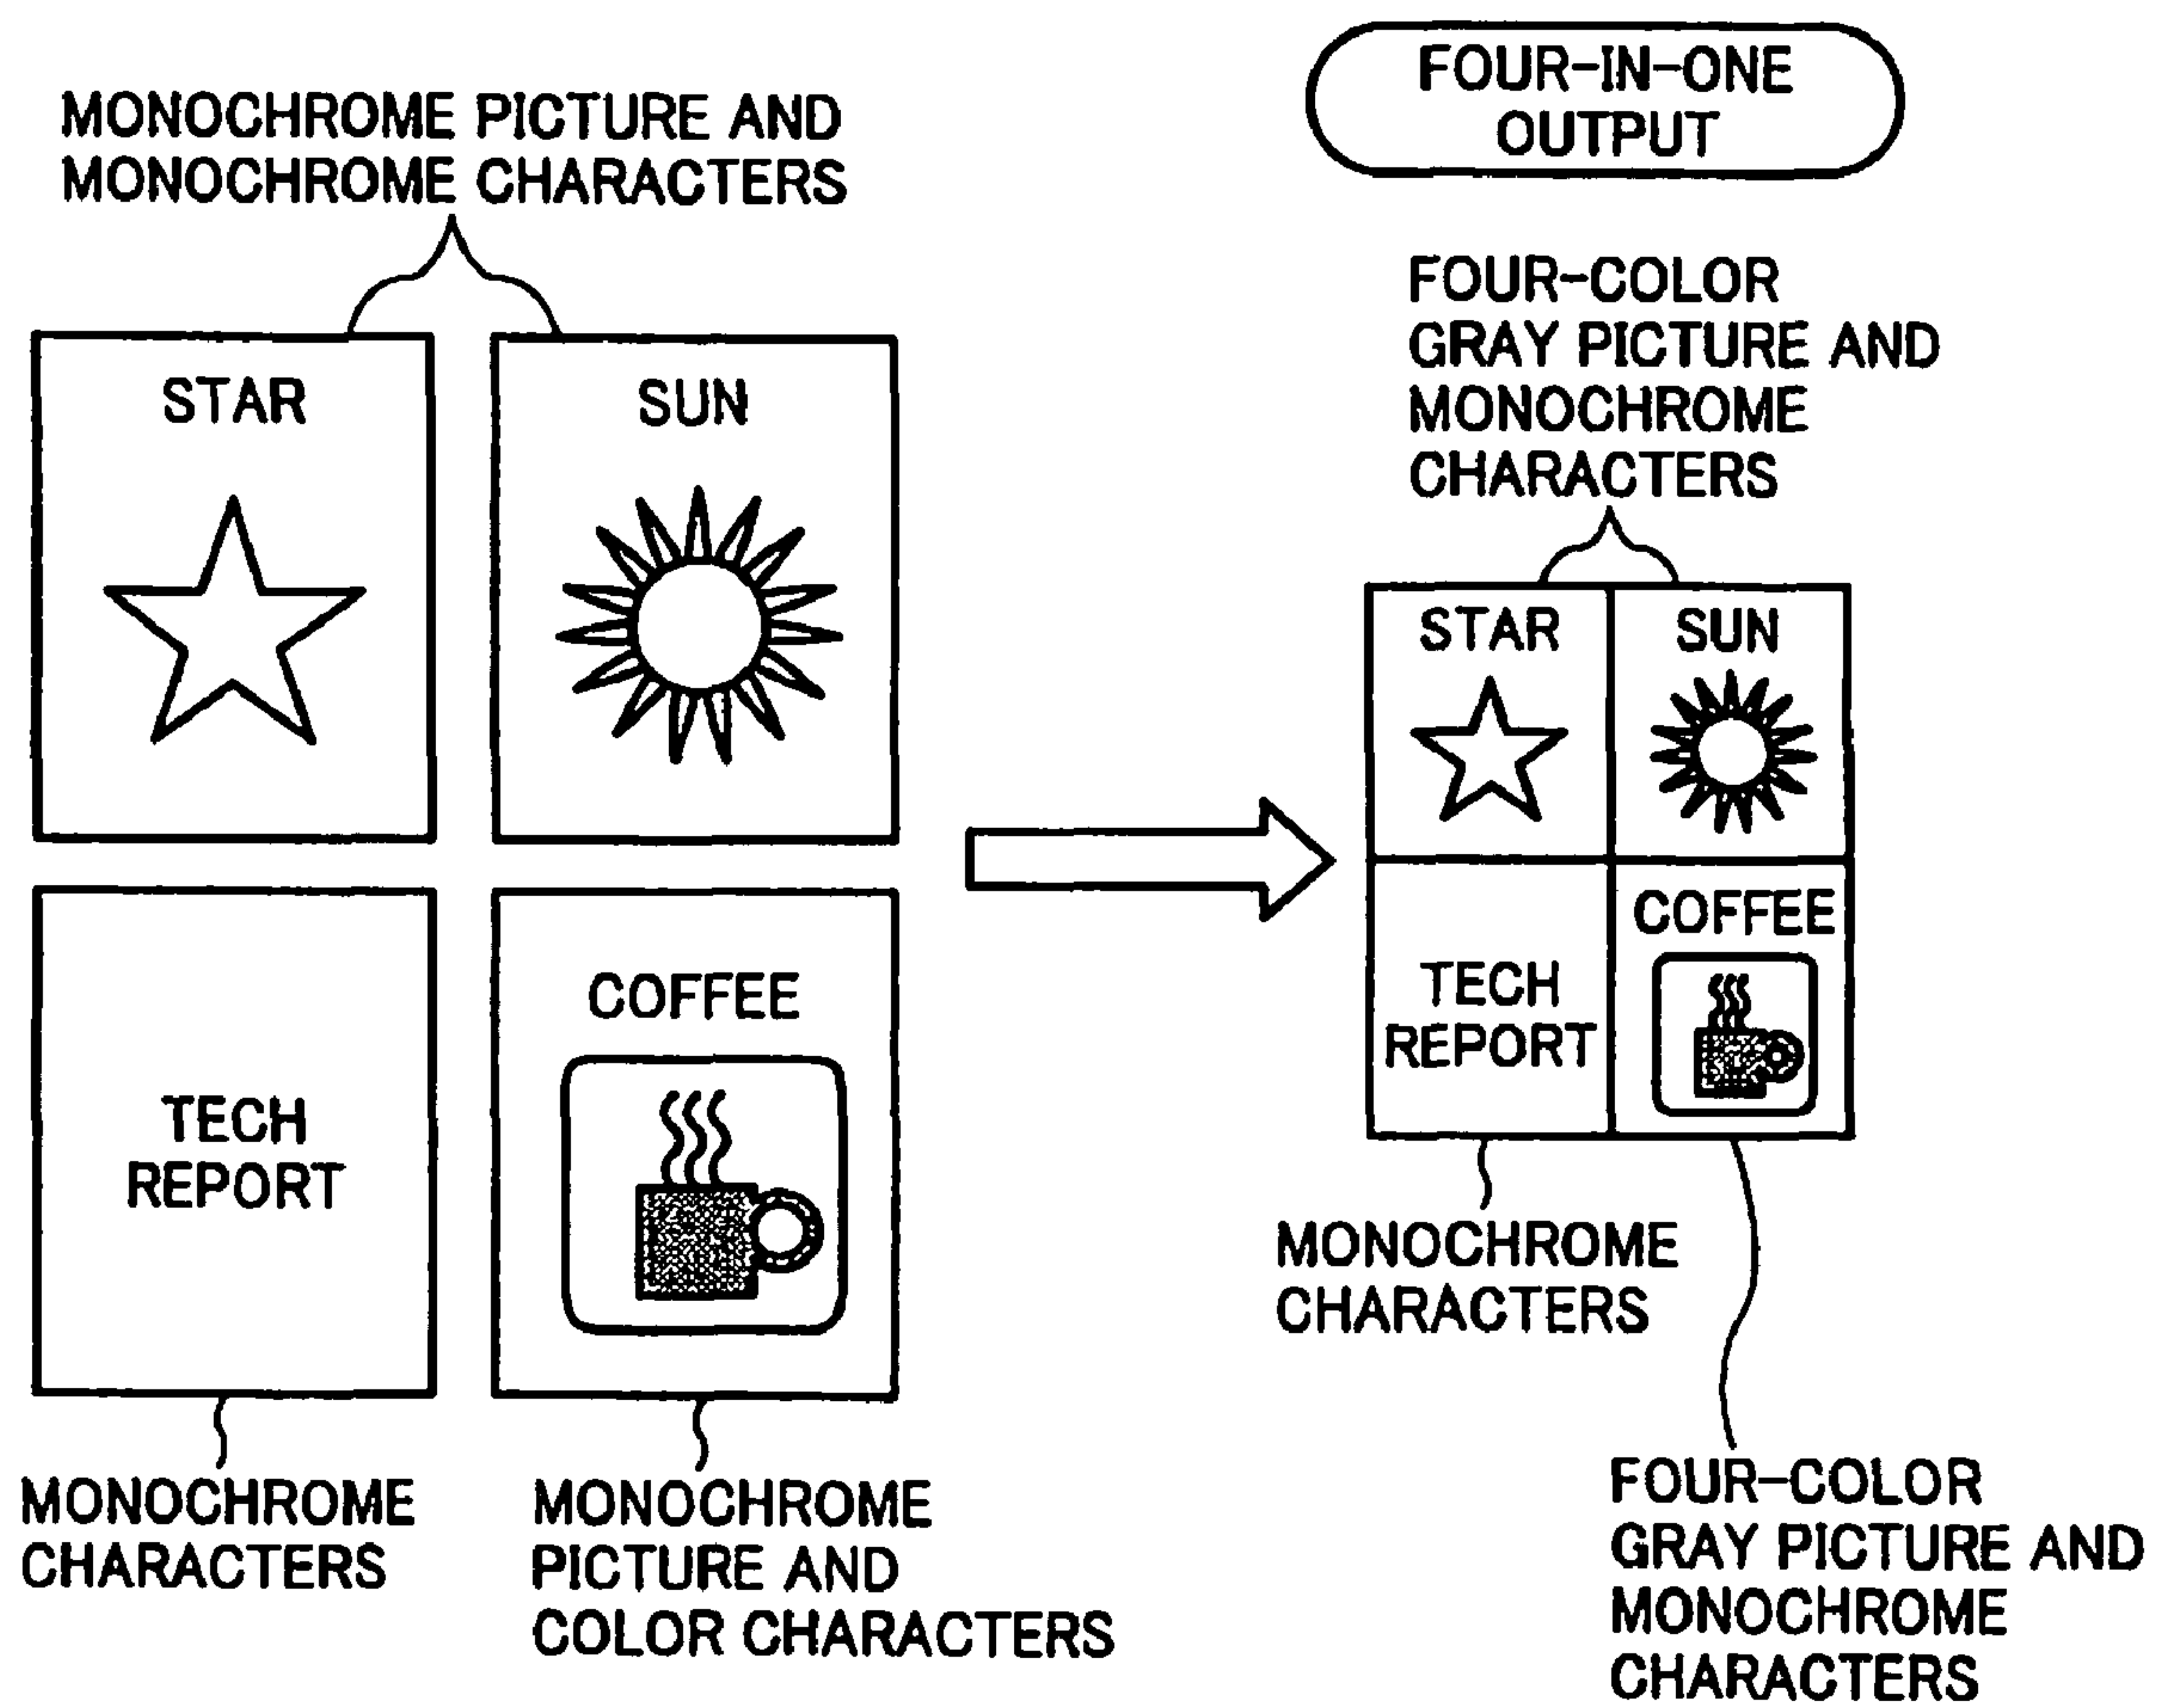 FOUR-IN-ONE
OUTPUT
MONOCHROME PICTURE AND
MONOCHROME CHARACTERS
STAR
SUN
TECH
REPORT
COFFEE
MONOCHROME
CHARACTERS
MONOCHROME
PICTURE AND
COLOR CHARACTERS
FOUR-COLOR
GRAY PICTURE AND
MONOCHROME
CHARACTERS
STAR
SUN
TECH
REPORT
COFFEE
MONOCHROME
CHARACTERS
FOUR-COLOR
GRAY PICTURE AND
MONOCHROME
CHARACTERS